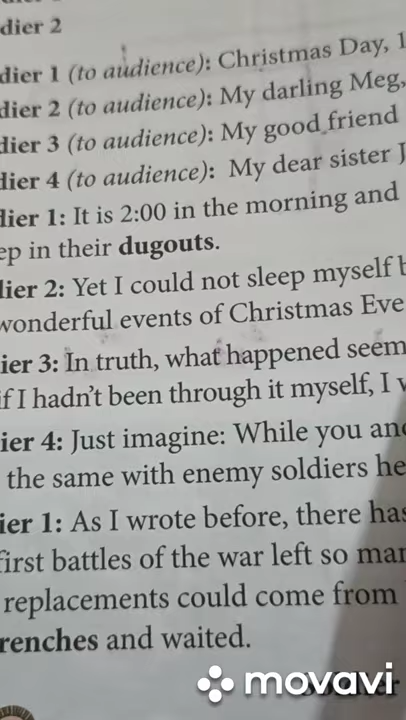 dier 2
dier 1 (to audience): Christmas Day, 1
dier 2 (to audience): My darling Meg,
dier 3 (to audience): My good friend
dier 4 (to audience): My dear sister J
dier 1: It is 2:00 in the morning and
ep in their dugouts.
lier 2: Yet I could not sleep myself b
wonderful events of Christmas Eve
ier 3: In truth, what happened seem
if I hadn't been through it myself, I w
ier 4: Just imagine: While you and
the same with enemy soldiers he
ier 1: As I wrote before, there has
first battles of the war left so man
replacements could come from
renches and waited.
movavi